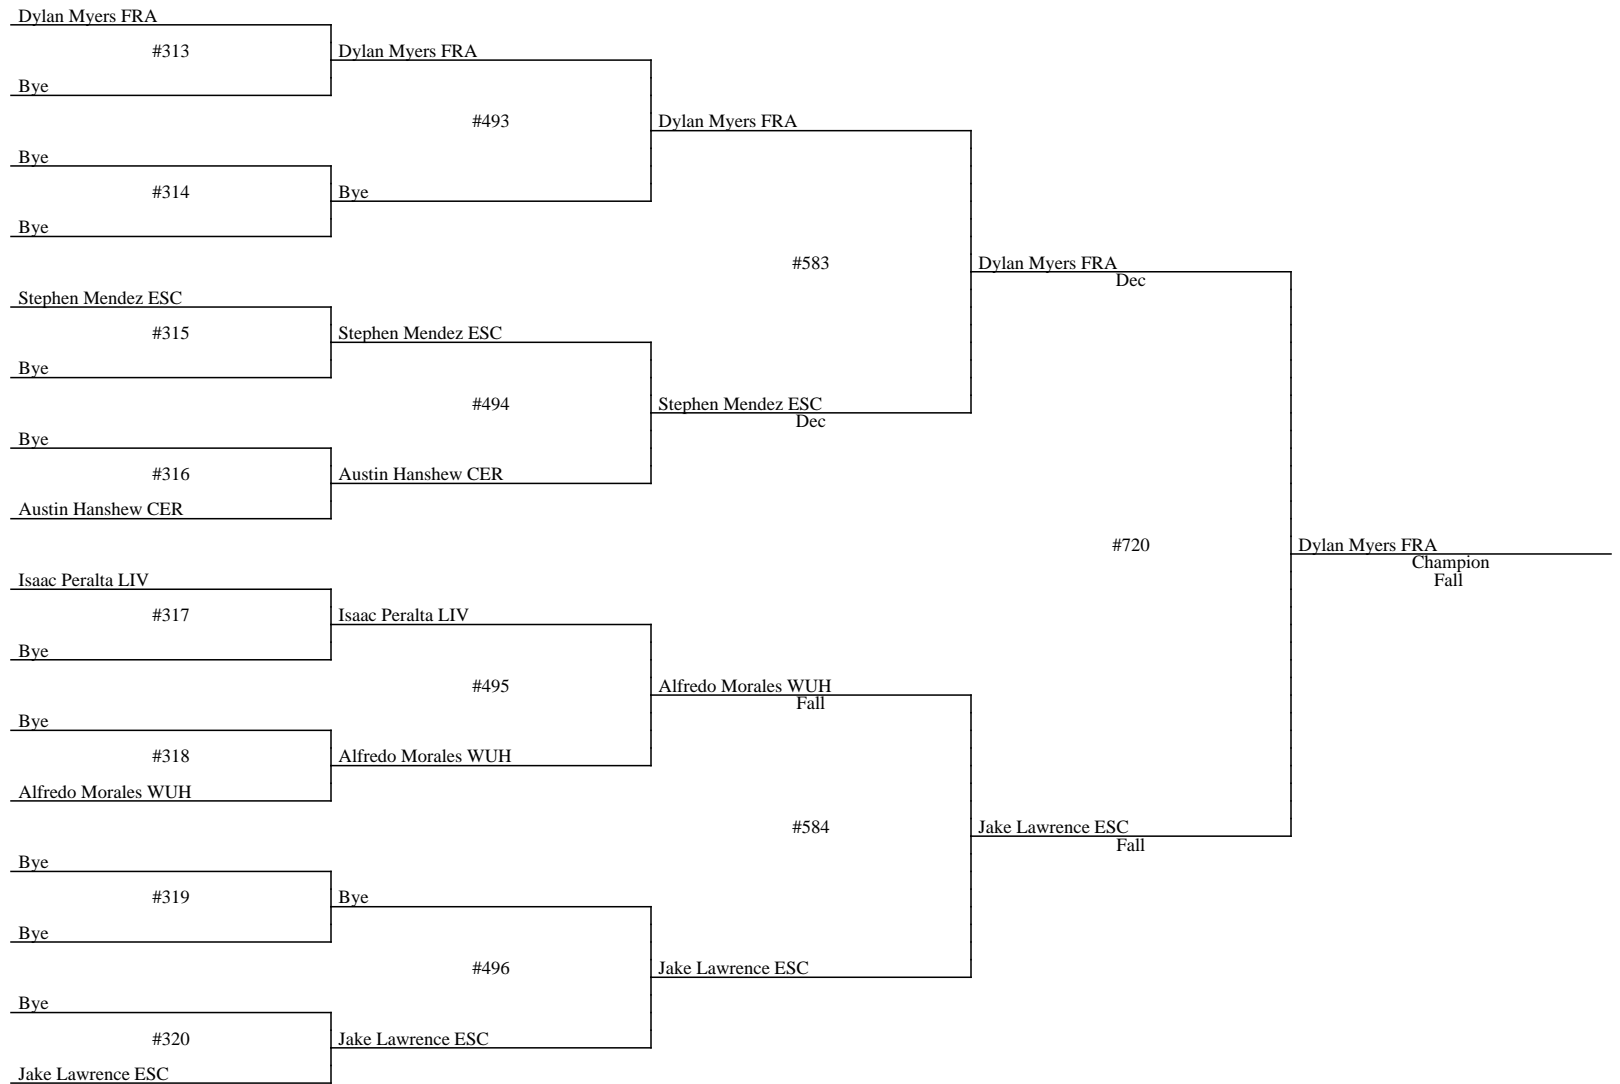 Dylan Myers FRA
#313
Bye
Bye
#314
Bye
Stephen Mendez ESC
#315
Bye
Bye
#316
Austin Hanshew CER
Isaac Peralta LIV
#317
Bye
Bye
#318
Alfredo Morales WUH
Bye
#319
Bye
Bye
#320
Jake Lawrence ESC
Dylan Myers FRA
#493
Bye
Stephen Mendez ESC
#494
Austin Hanshew CER
Isaac Peralta LIV
#495
Alfredo Morales WUH
Bye
#496
Jake Lawrence ESC
Dylan Myers FRA
#583
Stephen Mendez ESC
Dec
Alfredo Morales WUH
Fall
#584
Jake Lawrence ESC
Dylan Myers FRA
Dec
#720
Jake Lawrence ESC
Fall
Dylan Myers FRA
Champion
Fall